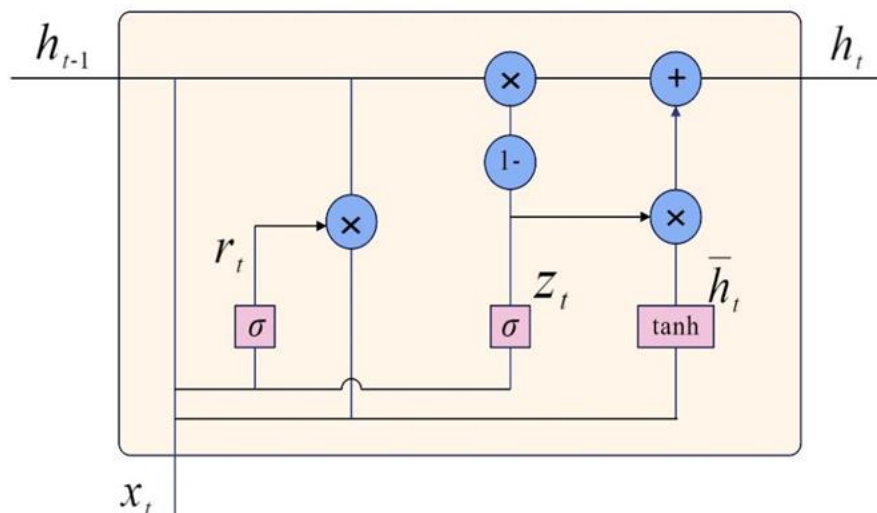 h_{t-1}
h_t
×
+
1-
×
×
r_t
z_t
h̅_t
σ
σ
tanh
x_t